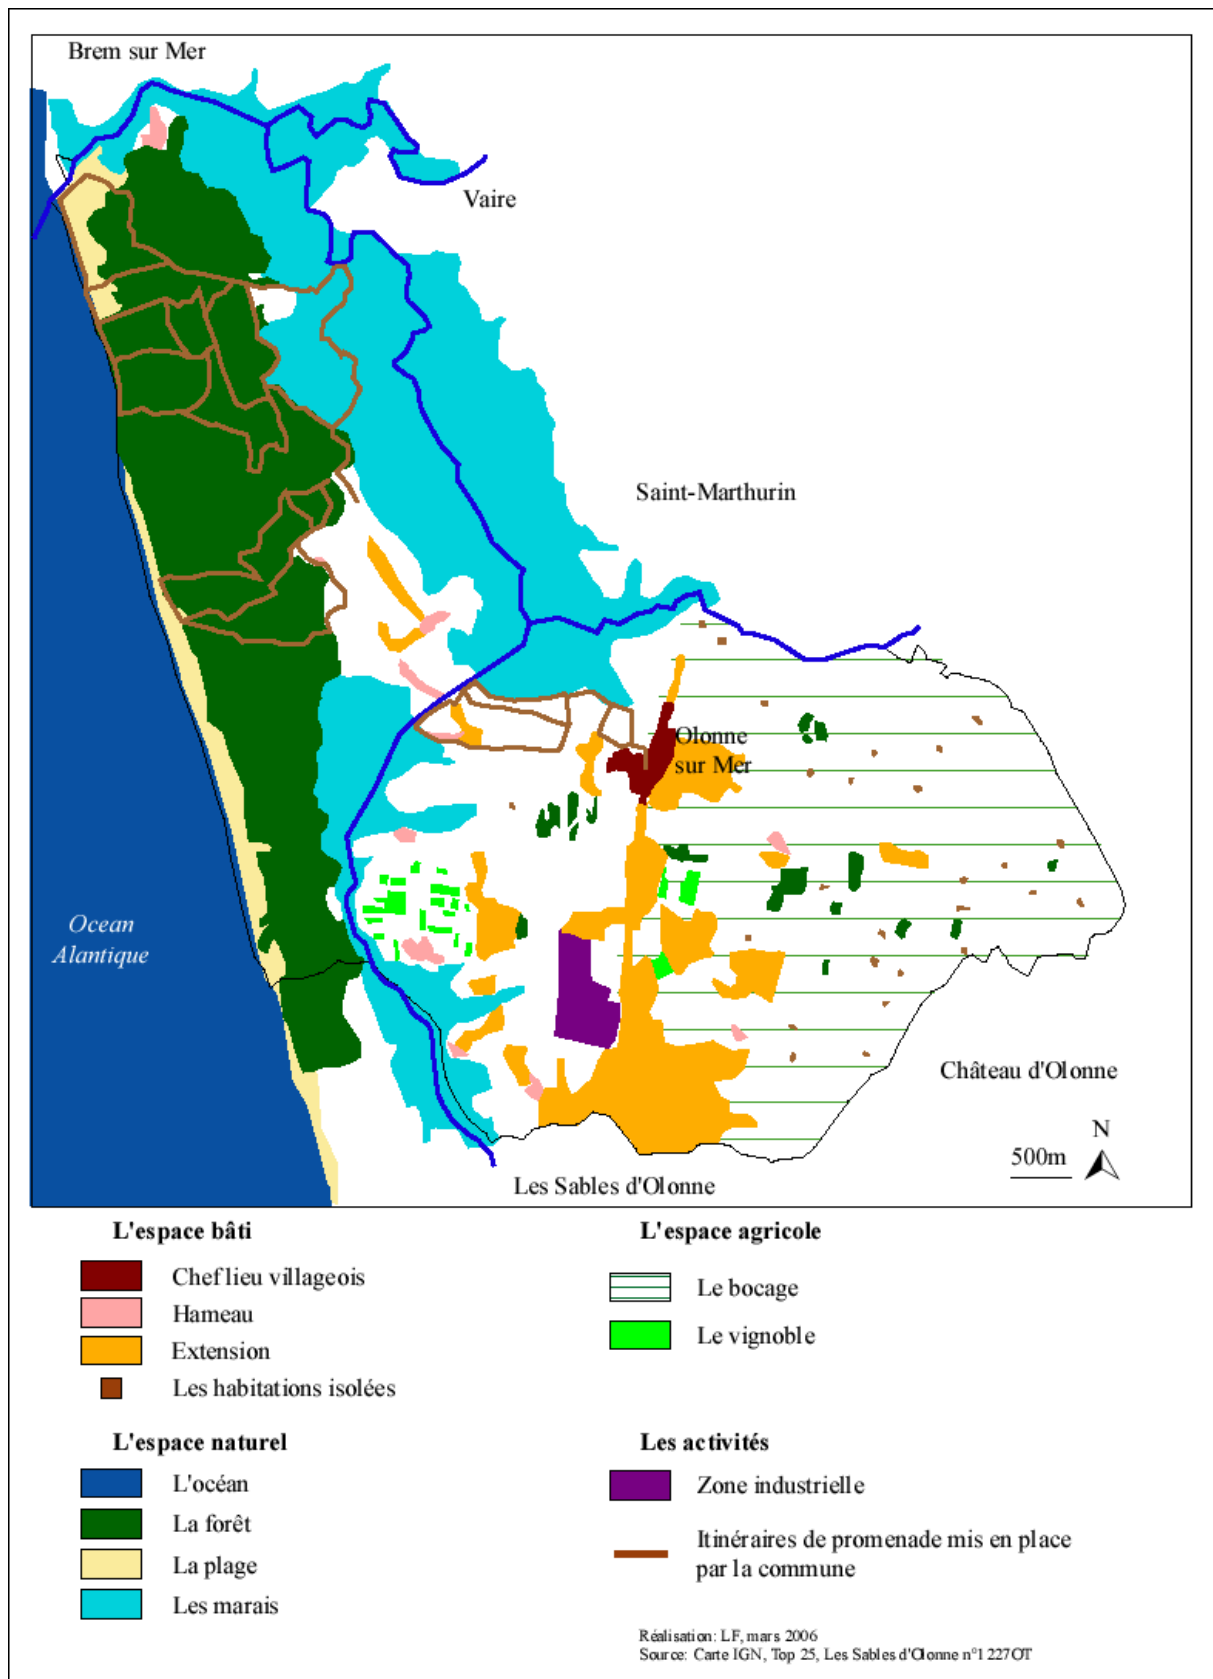 Brem sur Mer
Vaire
Saint-Marthurin
Olonne
sur Mer
Ocean
Alantique
Château d'Olonne
N
500m
Les Sables d'Olonne
L'espace bâti
Chef lieu villageois
Hameau
Extension
Les habitations isolées
L'espace naturel
L'océan
La forêt
La plage
Les marais
L'espace agricole
Le bocage
Le vignoble
Les activités
Zone industrielle
Itinéraires de promenade mis en place
par la commune
Réalisation: LF, mars 2006
Source: Carte IGN, Top 25, Les Sables d'Olonne n°1227OT